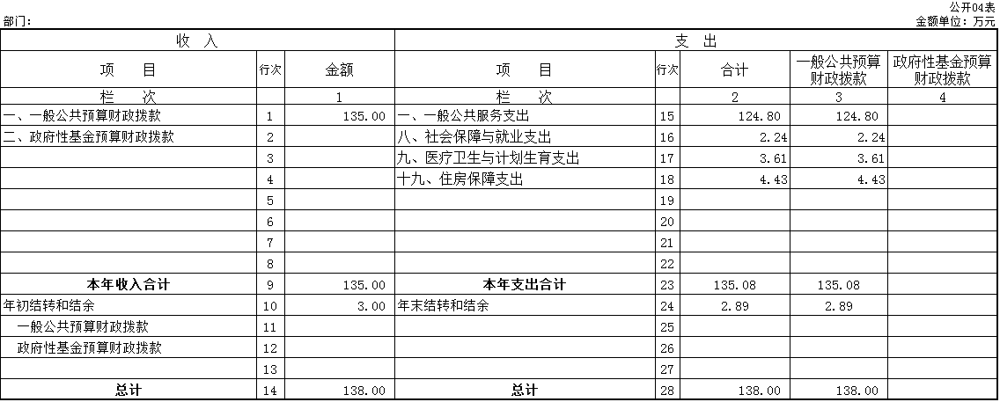 公开04表
部门： 金额单位：万元
收 入 支 出
项 目 行次 金额 项 目 行次 合计 一般公共预算财政拨款 政府性基金预算财政拨款
栏 次 1 栏 次 2 3 4
一、一般公共预算财政拨款 1 135.00 一、一般公共服务支出 15 124.80 124.80
二、政府性基金预算财政拨款 2 八、社会保障与就业支出 16 2.24 2.24
3 九、医疗卫生与计划生育支出 17 3.61 3.61
4 十九、住房保障支出 18 4.43 4.43
5 19
6 20
7 21
8 22
本年收入合计 9 135.00 本年支出合计 23 135.08 135.08
年初结转和结余 10 3.00 年末结转和结余 24 2.89 2.89
一般公共预算财政拨款 11 25
政府性基金预算财政拨款 12 26
13 27
总计 14 138.00 总计 28 138.00 138.00